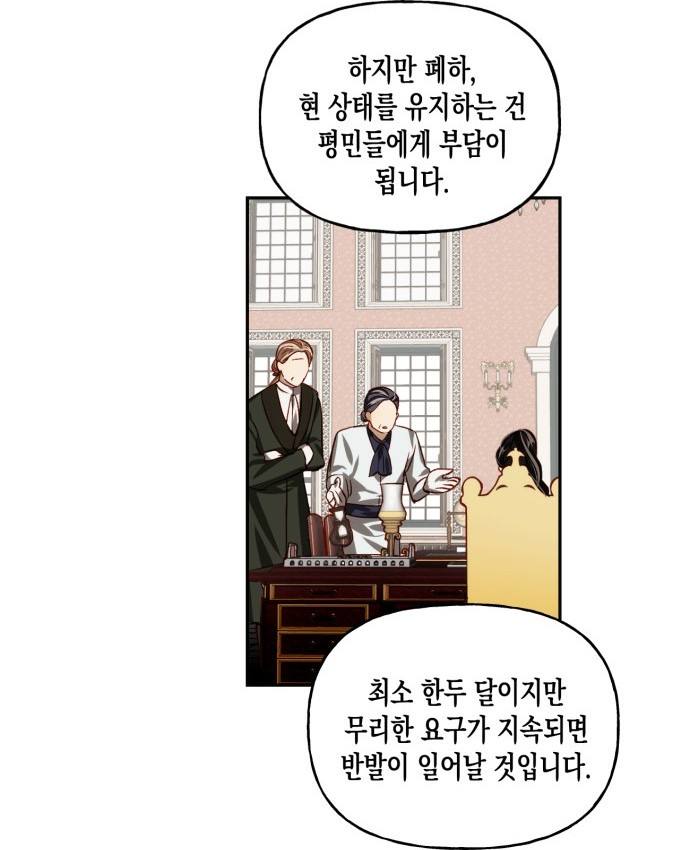 하지만 폐하,
현 상태를 유지하는 건
평민들에게 부담이
됩니다.
최소 한두 달이지만
무리한 요구가 지속되면
반발이 일어날 것입니다.